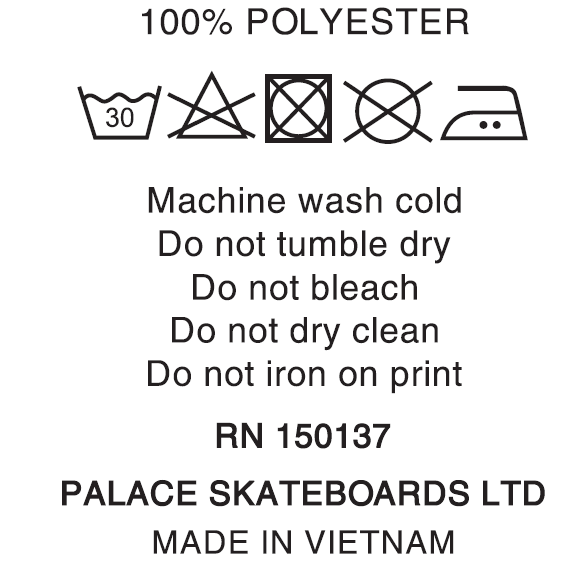 100% POLYESTER
30
Machine wash cold
Do not tumble dry
Do not bleach
Do not dry clean
Do not iron on print
RN 150137
PALACE SKATEBOARDS LTD
MADE IN VIETNAM